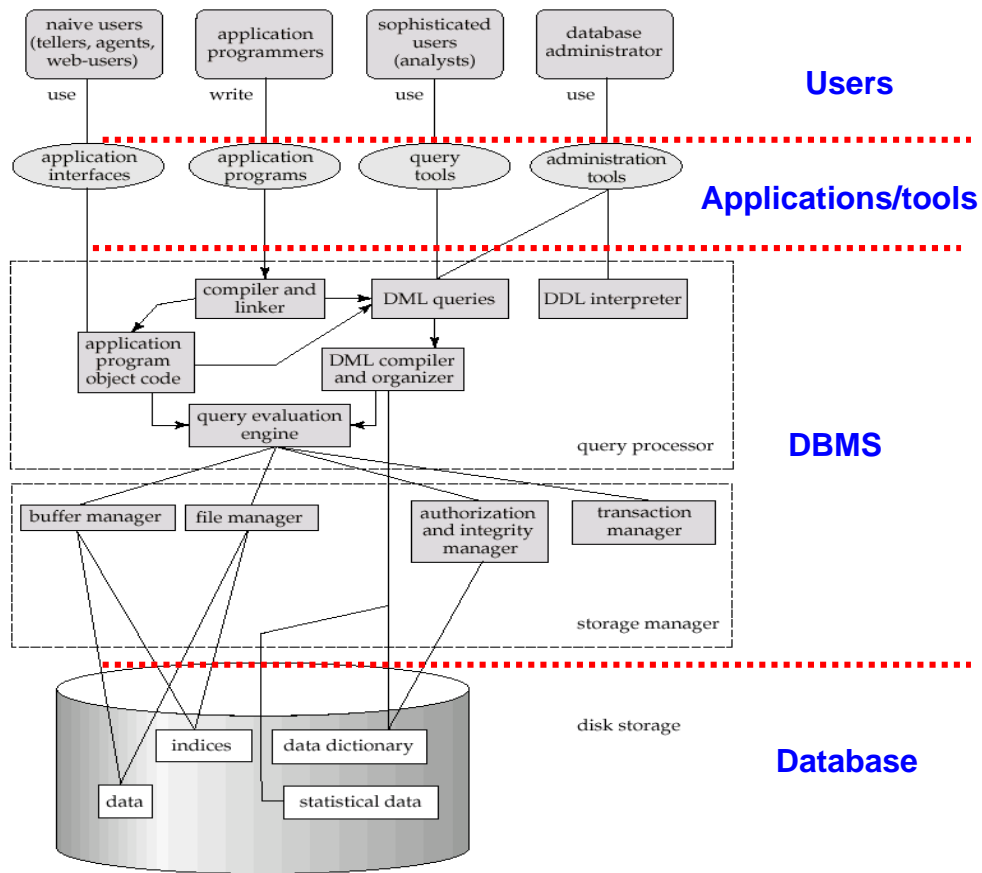 naive users
(tellers, agents,
web-users)
application
programmers
sophisticated
users
(analysts)
database
administrator
Users
use
write
use
use
application
interfaces
application
programs
query
tools
administration
tools
Applications/tools
compiler and
linker
DML queries
DDL interpreter
application
program
object code
DML compiler
and organizer
query evaluation
engine
query processor
DBMS
buffer manager
file manager
authorization
and integrity
manager
transaction
manager
storage manager
disk storage
indices
data dictionary
Database
data
statistical data